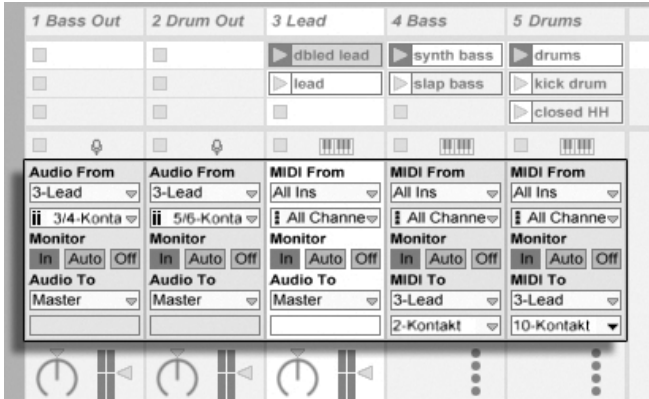 1 Bass Out 2 Drum Out 3 Lead 4 Bass 5 Drums
dbled lead synth bass drums
lead slap bass kick drum
closed HH
Audio From Audio From MIDI From MIDI From MIDI From
3-Lead 3-Lead All Ins All Ins All Ins
ii 3/4-Konta ii 5/6-Konta All Channe All Channe All Channe
Monitor Monitor Monitor Monitor Monitor
In Auto Off In Auto Off In Auto Off In Auto Off In Auto Off
Audio To Audio To Audio To MIDI To MIDI To
Master Master Master 3-Lead 3-Lead
2-Kontakt 10-Kontakt